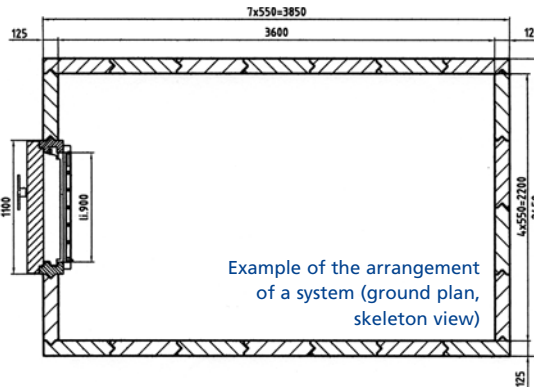 7x550=3850
125
3600
1100
li.900
4x550=2200
Example of the arrangement
of a system (ground plan,
skeleton view)
125